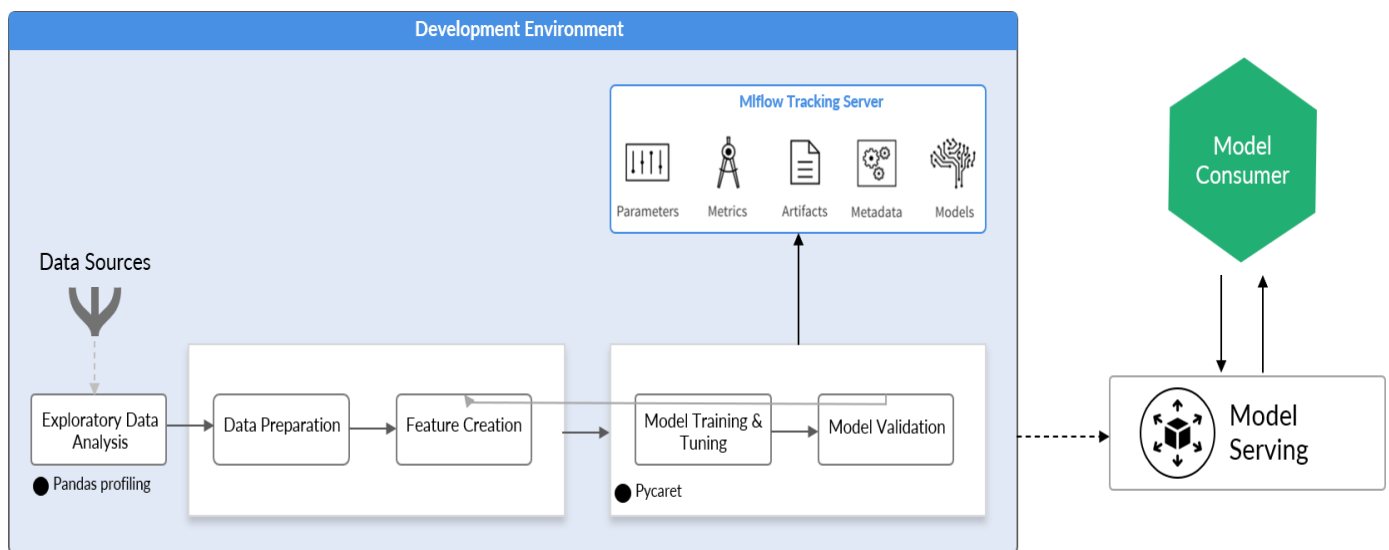 Development Environment
Mlflow Tracking Server
Parameters Metrics Artifacts Metadata Models
Model
Consumer
Data Sources
Exploratory Data
Analysis
Data Preparation
Feature Creation
Model Training &
Tuning
Model Validation
Pandas profiling
Pycaret
Model
Serving